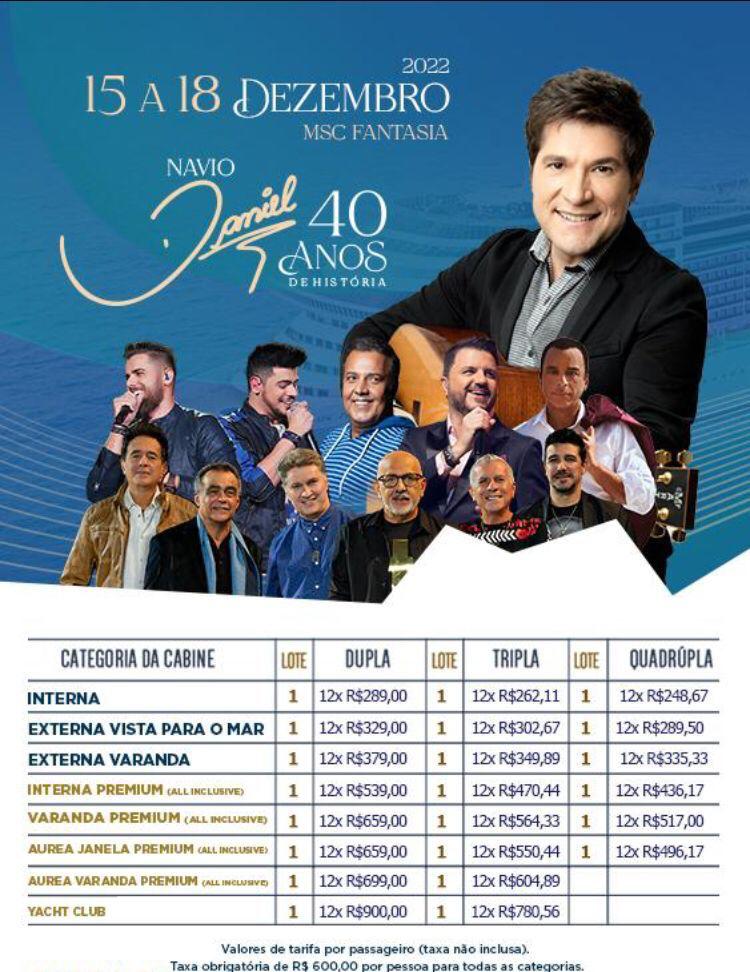 2022
15 A 18 DEZEMBRO
MSC FANTASIA
NAVIO
Daniel 40
ANOS
DE HISTÓRIA
CATEGORIA DA CABINE LOTE DUPLA LOTE TRIPLA LOTE QUADRÚPLA
INTERNA 1 12x R$289,00 1 12x R$262,11 1 12x R$248,67
EXTERNA VISTA PARA O MAR 1 12x R$329,00 1 12x R$302,67 1 12x R$289,50
EXTERNA VARANDA 1 12x R$379,00 1 12x R$349,89 1 12x R$335,33
INTERNA PREMIUM (ALL INCLUSIVE) 1 12x R$539,00 1 12x R$470,44 1 12x R$436,17
VARANDA PREMIUM (ALL INCLUSIVE) 1 12x R$659,00 1 12x R$564,33 1 12x R$517,00
AUREA JANELA PREMIUM (ALL INCLUSIVE) 1 12x R$659,00 1 12x R$550,44 1 12x R$496,17
AUREA VARANDA PREMIUM (ALL INCLUSIVE) 1 12x R$699,00 1 12x R$604,89
YACHT CLUB 1 12x R$900,00 1 12x R$780,56
Valores de tarifa por passageiro (taxa não inclusa).
Taxa obrigatória de R$ 600,00 por pessoa para todas as categorias.